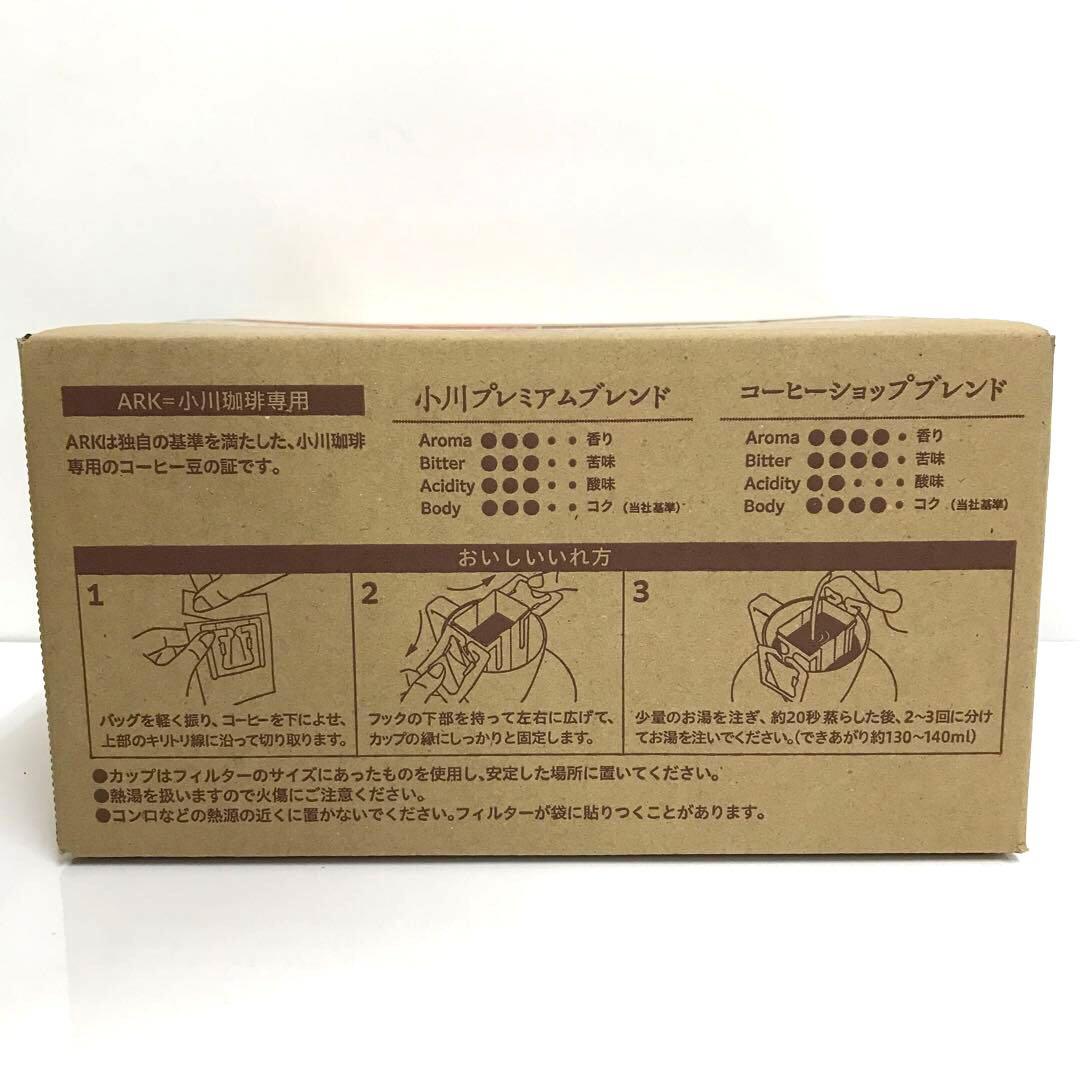 ARK=小川珈琲専用
ARKは独自の基準を満たした、小川珈琲
専用のコーヒー豆の証です。
小川プレミアムブレンド
Aroma ●●●・・ 香り
Bitter ●●●・・ 苦味
Acidity ●●●・・ 酸味
Body ●●●・・ コク (当社基準)
コーヒーショップブレンド
Aroma ●●●●・ 香り
Bitter ●●●●・ 苦味
Acidity ●●・・・ 酸味
Body ●●●●・ コク (当社基準)
おいしいいれ方
1
バッグを軽く振り、コーヒーを下によせ、
上部のキリトリ線に沿って切り取ります。
2
フックの下部を持って左右に広げて、
カップの縁にしっかりと固定します。
3
少量のお湯を注ぎ、約20秒蒸らした後、2〜3回に分け
てお湯を注いでください。(できあがり約130〜140ml)
●カップはフィルターのサイズにあったものを使用し、安定した場所に置いてください。
●熱湯を扱いますので火傷にご注意ください。
●コンロなどの熱源の近くに置かないでください。フィルターが袋に貼りつくことがあります。